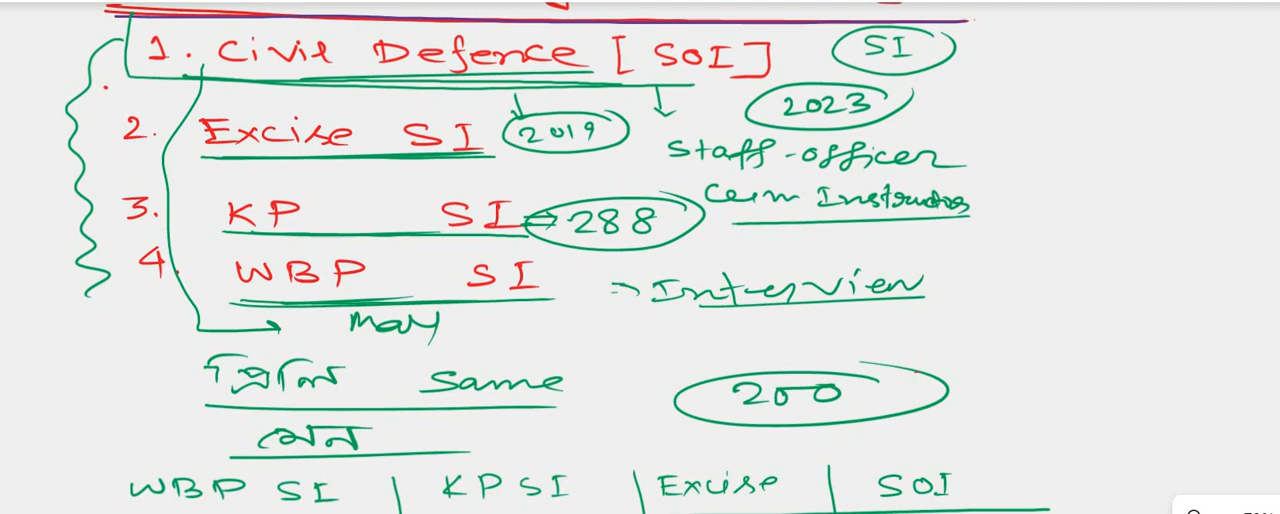 1. Civil Defence [SOI] SI
2023
2. Excise SI 2019
Staff-officer
Cum Instructor
3. KP SI ⇒ 288
4. WBP SI ⇒ Interview
May
প্রিলি Same 200
মেন
WBP SI | KP SI | Excise | SOI